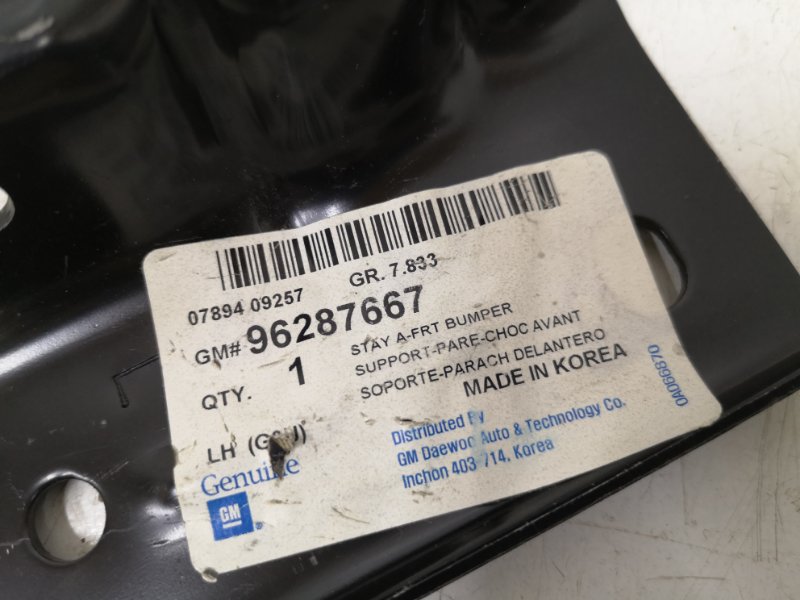 GR. 7.833
07894 09257
GM# 96287667
STAY A-FRT BUMPER
SUPPORT-PARE-CHOC AVANT
SOPORTE-PARACH DELANTERO
QTY. 1
MADE IN KOREA
LH
Genuine
GM
®
Distributed By
GM Daewoo Auto & Technology Co.
Inchon 403-714, Korea
0A066870